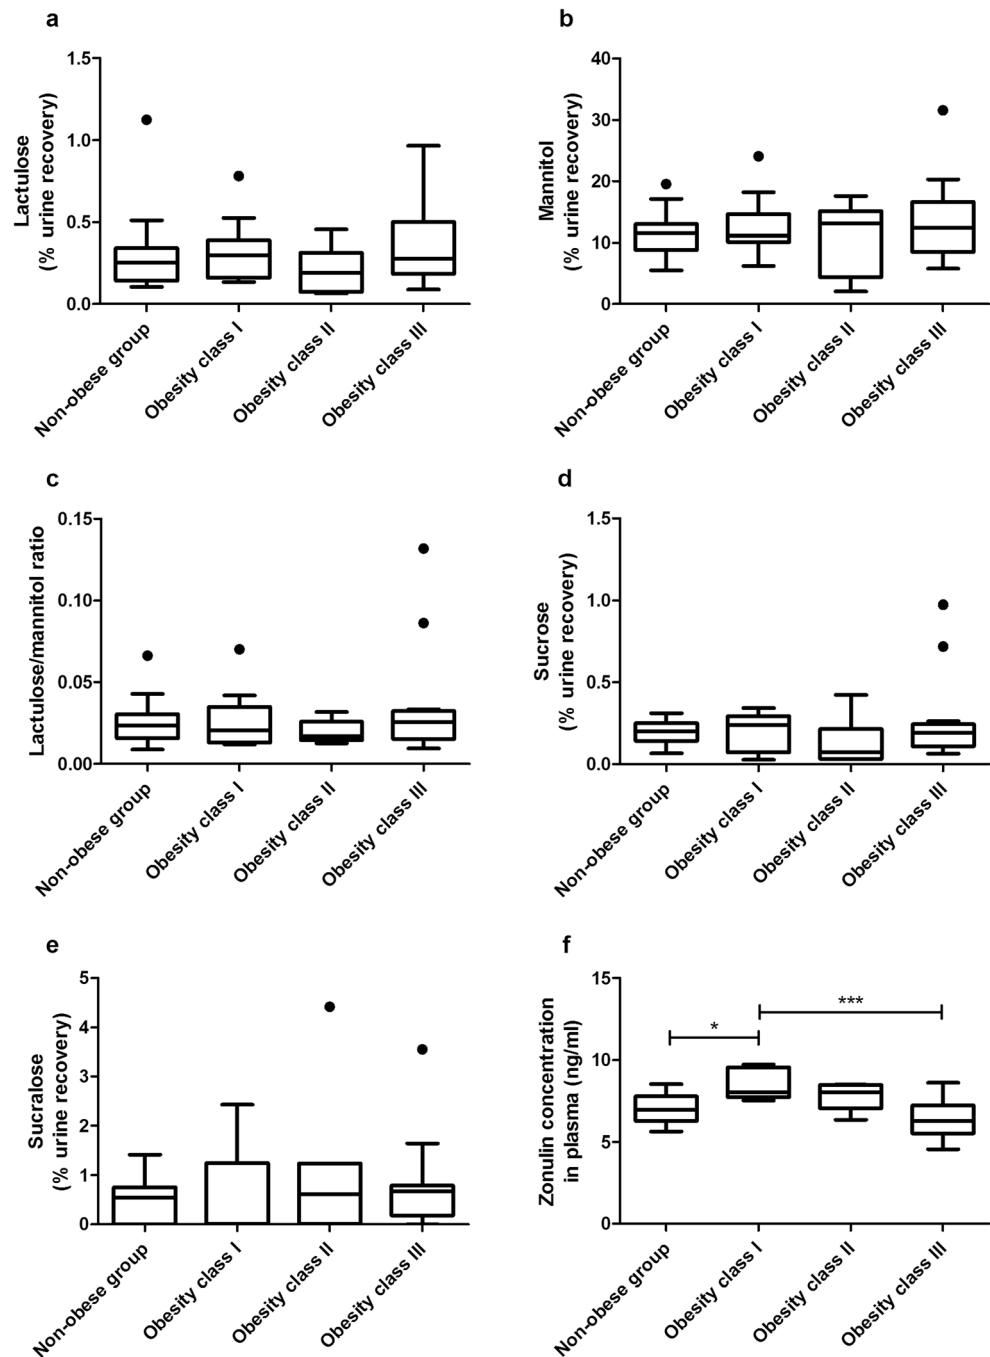 a
Lactulose
(% urine recovery)
1.5
1.0
0.5
0.0
Non-obese group
Obesity class I
Obesity class II
Obesity class III
b
Mannitol
(% urine recovery)
40
30
20
10
0
Non-obese group
Obesity class I
Obesity class II
Obesity class III
c
Lactulose/mannitol ratio
0.15
0.10
0.05
0.00
Non-obese group
Obesity class I
Obesity class II
Obesity class III
d
Sucrose
(% urine recovery)
1.5
1.0
0.5
0.0
Non-obese group
Obesity class I
Obesity class II
Obesity class III
e
Sucralose
(% urine recovery)
5
4
3
2
1
0
Non-obese group
Obesity class I
Obesity class II
Obesity class III
f
Zonulin concentration
in plasma (ng/ml)
15
10
5
0
*
***
Non-obese group
Obesity class I
Obesity class II
Obesity class III